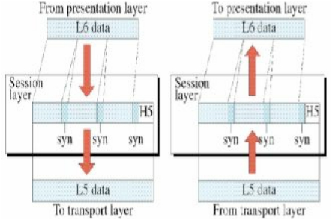 From presentation layer
L6 data
Session
layer
H5
syn syn syn
L5 data
To transport layer
To presentation layer
L6 data
Session
layer
H5
syn syn syn
L5 data
From transport layer